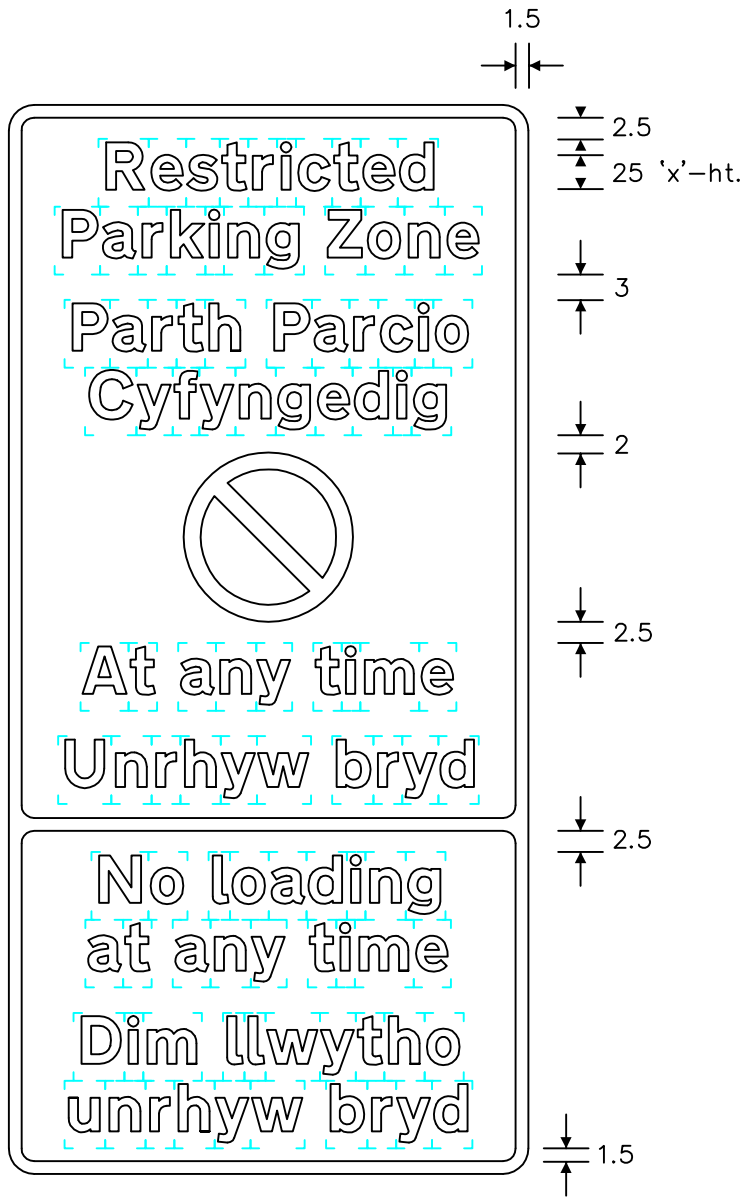 1.5
2.5
Restricted
25 ‘x’–ht.
Parking Zone
3
Parth Parcio
Cyfyngedig
2
2.5
At any time
Unrhyw bryd
2.5
No loading
at any time
Dim llwytho
unrhyw bryd
1.5